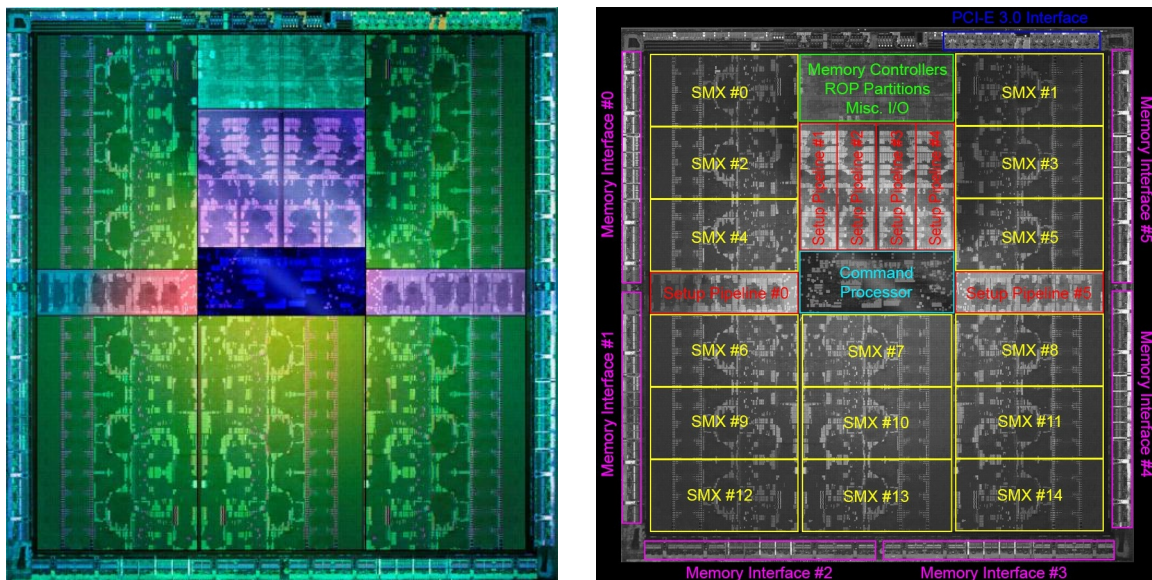 PCI-E 3.0 Interface
Memory Interface #0
SMX #0
Memory Controllers
ROP Partitions
Misc. I/O
SMX #1
Memory Interface #5
SMX #2
Setup Pipeline #1
Setup Pipeline #2
Setup Pipeline #3
Setup Pipeline #4
SMX #3
SMX #4
SMX #5
Setup Pipeline #0
Command
Processor
Setup Pipeline #5
Memory Interface #1
SMX #6
SMX #7
SMX #8
Memory Interface #4
SMX #9
SMX #10
SMX #11
SMX #12
SMX #13
SMX #14
Memory Interface #2
Memory Interface #3